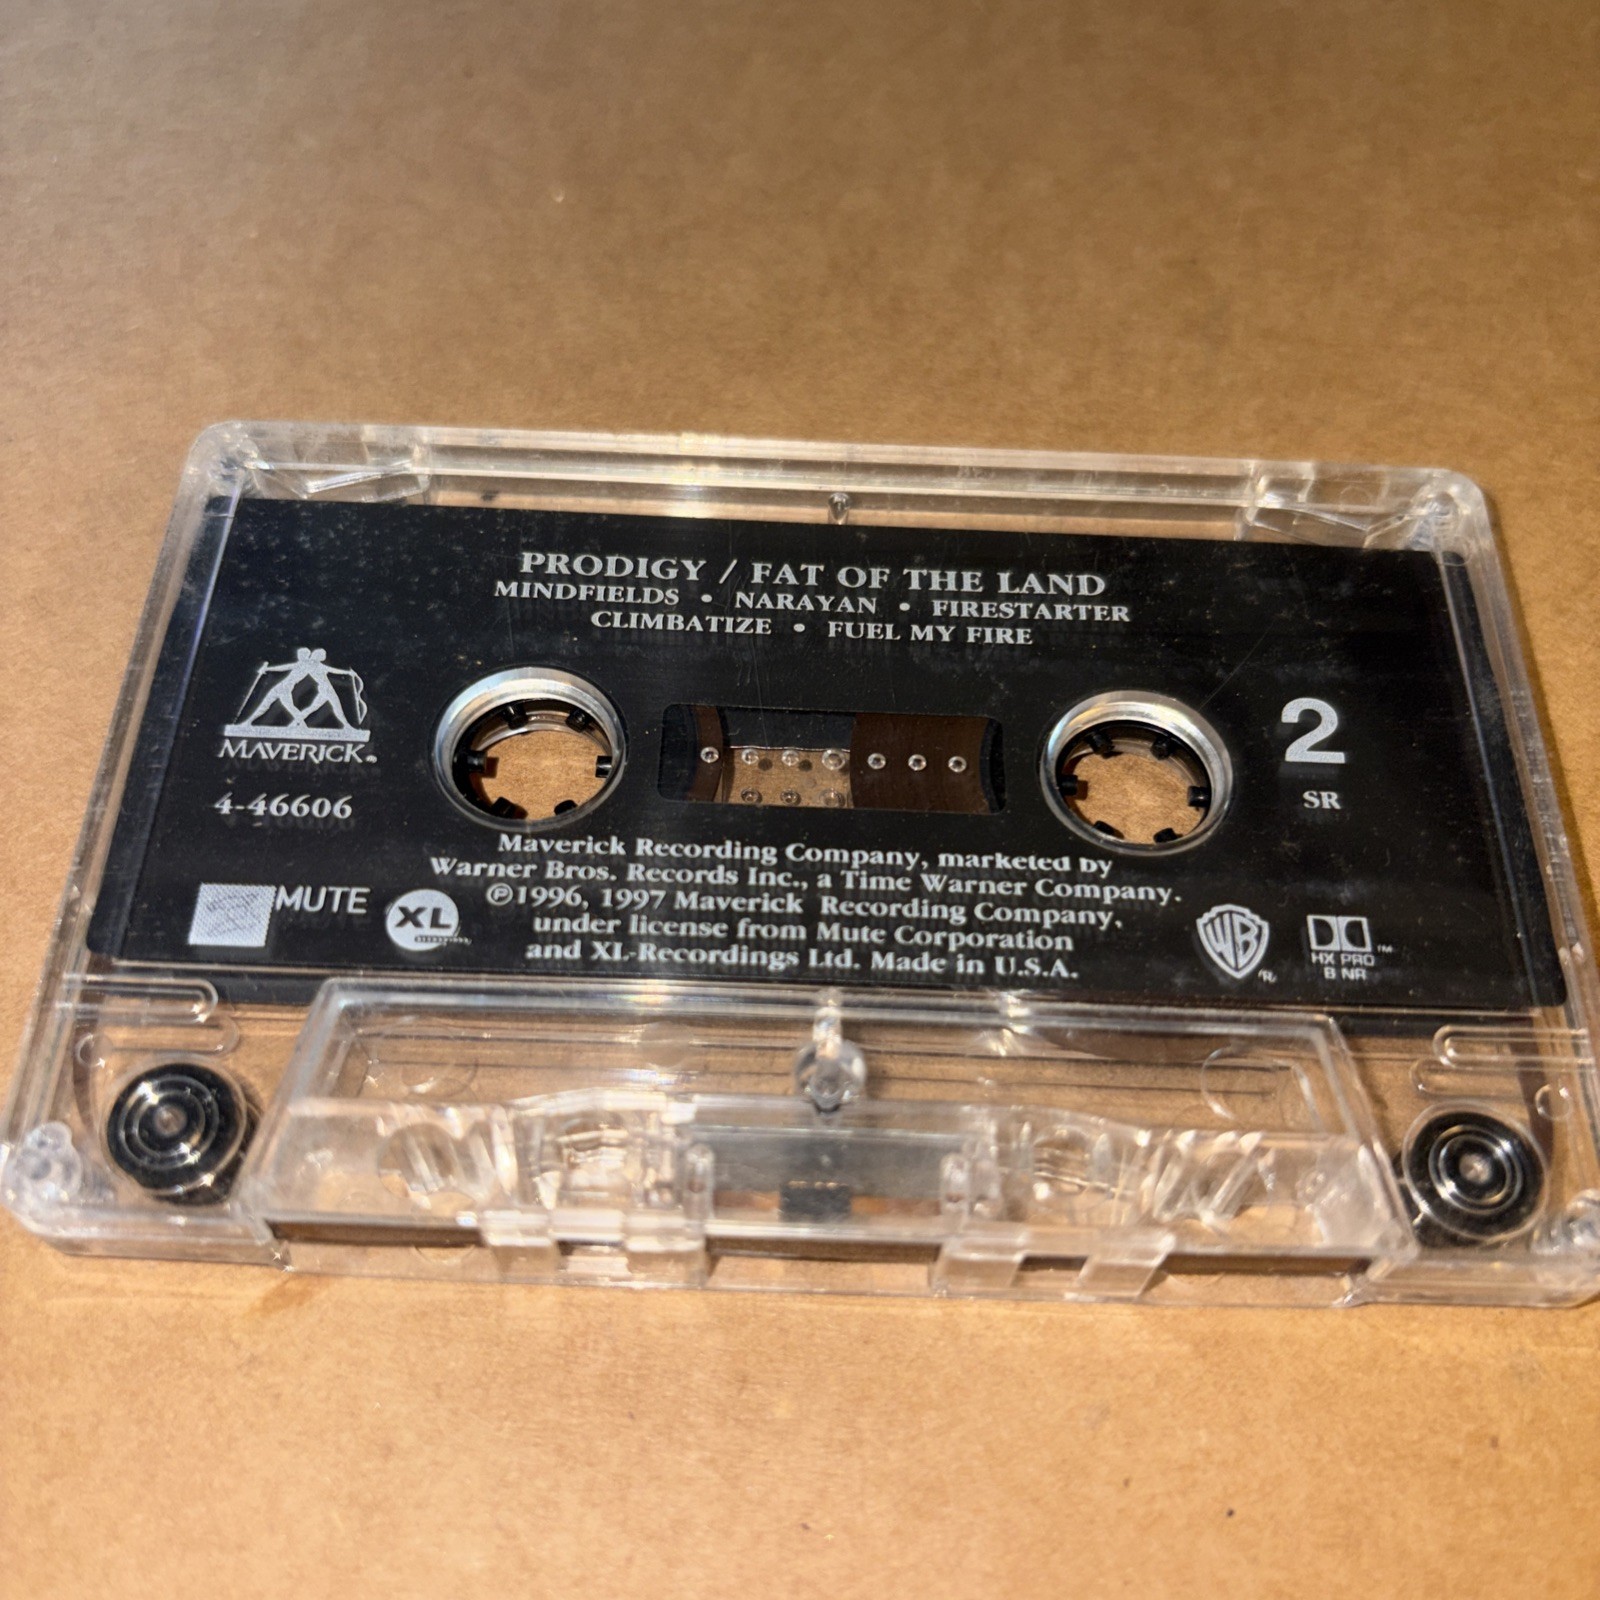 PRODIGY / FAT OF THE LAND
MINDFIELDS • NARAYAN • FIRESTARTER
CLIMBATIZE • FUEL MY FIRE
MAVERICK®
4-46606
2
SR
Maverick Recording Company, marketed by
Warner Bros. Records Inc., a Time Warner Company.
℗1996, 1997 Maverick Recording Company,
under license from Mute Corporation
and XL-Recordings Ltd. Made in U.S.A.
MUTE
XL
RECORDINGS
WB®
HX PRO
B NR
™